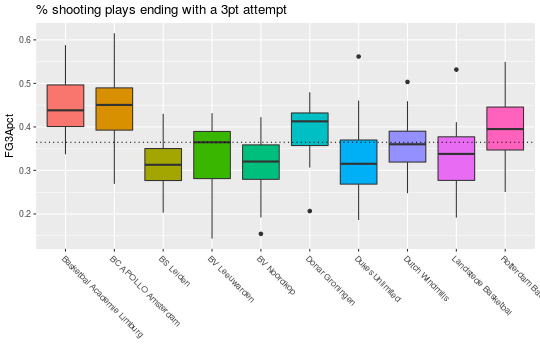 % shooting plays ending with a 3pt attempt
FG3Apct
0.6
0.5
0.4
0.3
0.2
Basketbal Academie Limburg
BC APOLLO Amsterdam
BS Leiden
BV Leeuwarden
BV Noordkop
Donar Groningen
Dukes Unlimited
Dutch Windmills
Landstede Basketbal
Rotterdam Bas